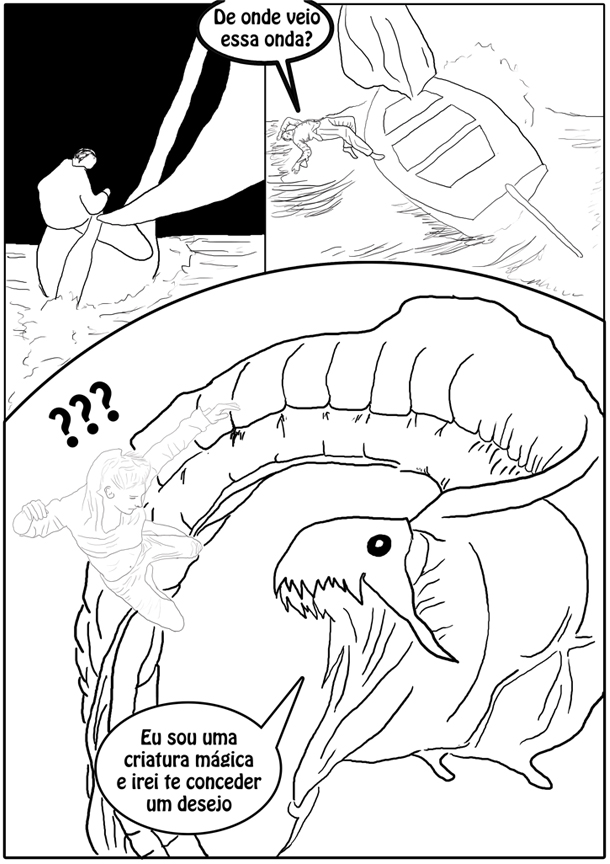 De onde veio
essa onda?
???
Eu sou uma
criatura mágica
e irei te conceder
um desejo